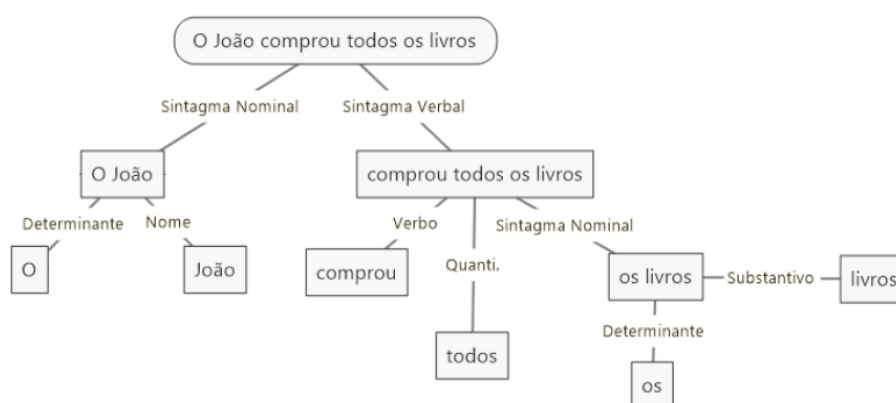 O João comprou todos os livros
Sintagma Nominal
Sintagma Verbal
O João
comprou todos os livros
Determinante
Nome
Verbo
Sintagma Nominal
O
João
comprou
Quanti.
os livros
Substantivo
livros
Determinante
todos
os